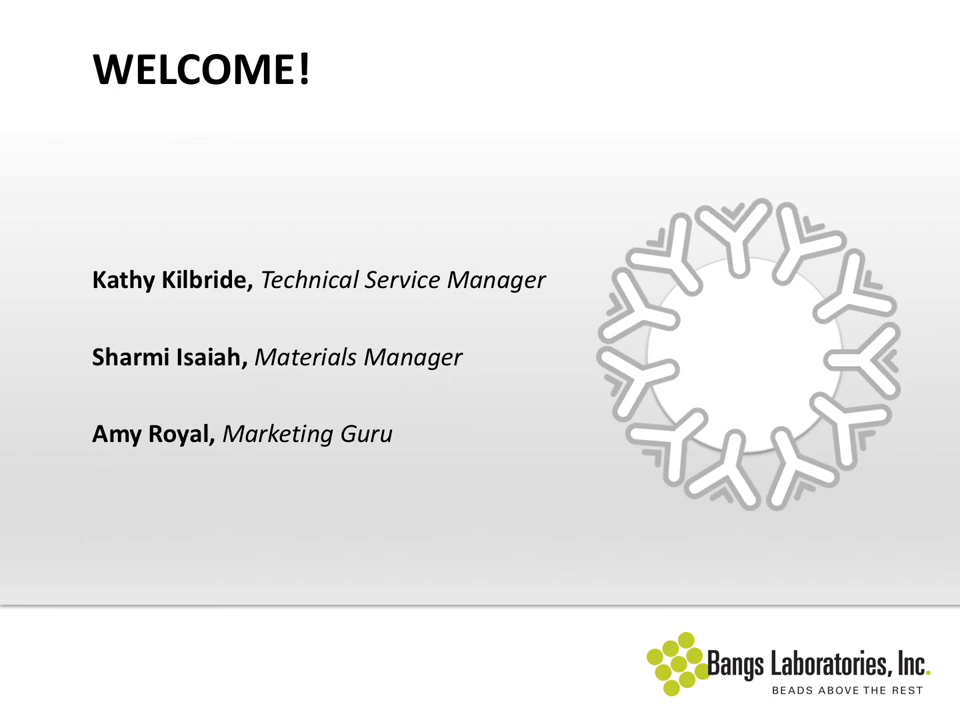 WELCOME!
Kathy Kilbride, Technical Service Manager
Sharmi Isaiah, Materials Manager
Amy Royal, Marketing Guru
Bangs Laboratories, Inc.
BEADS ABOVE THE REST